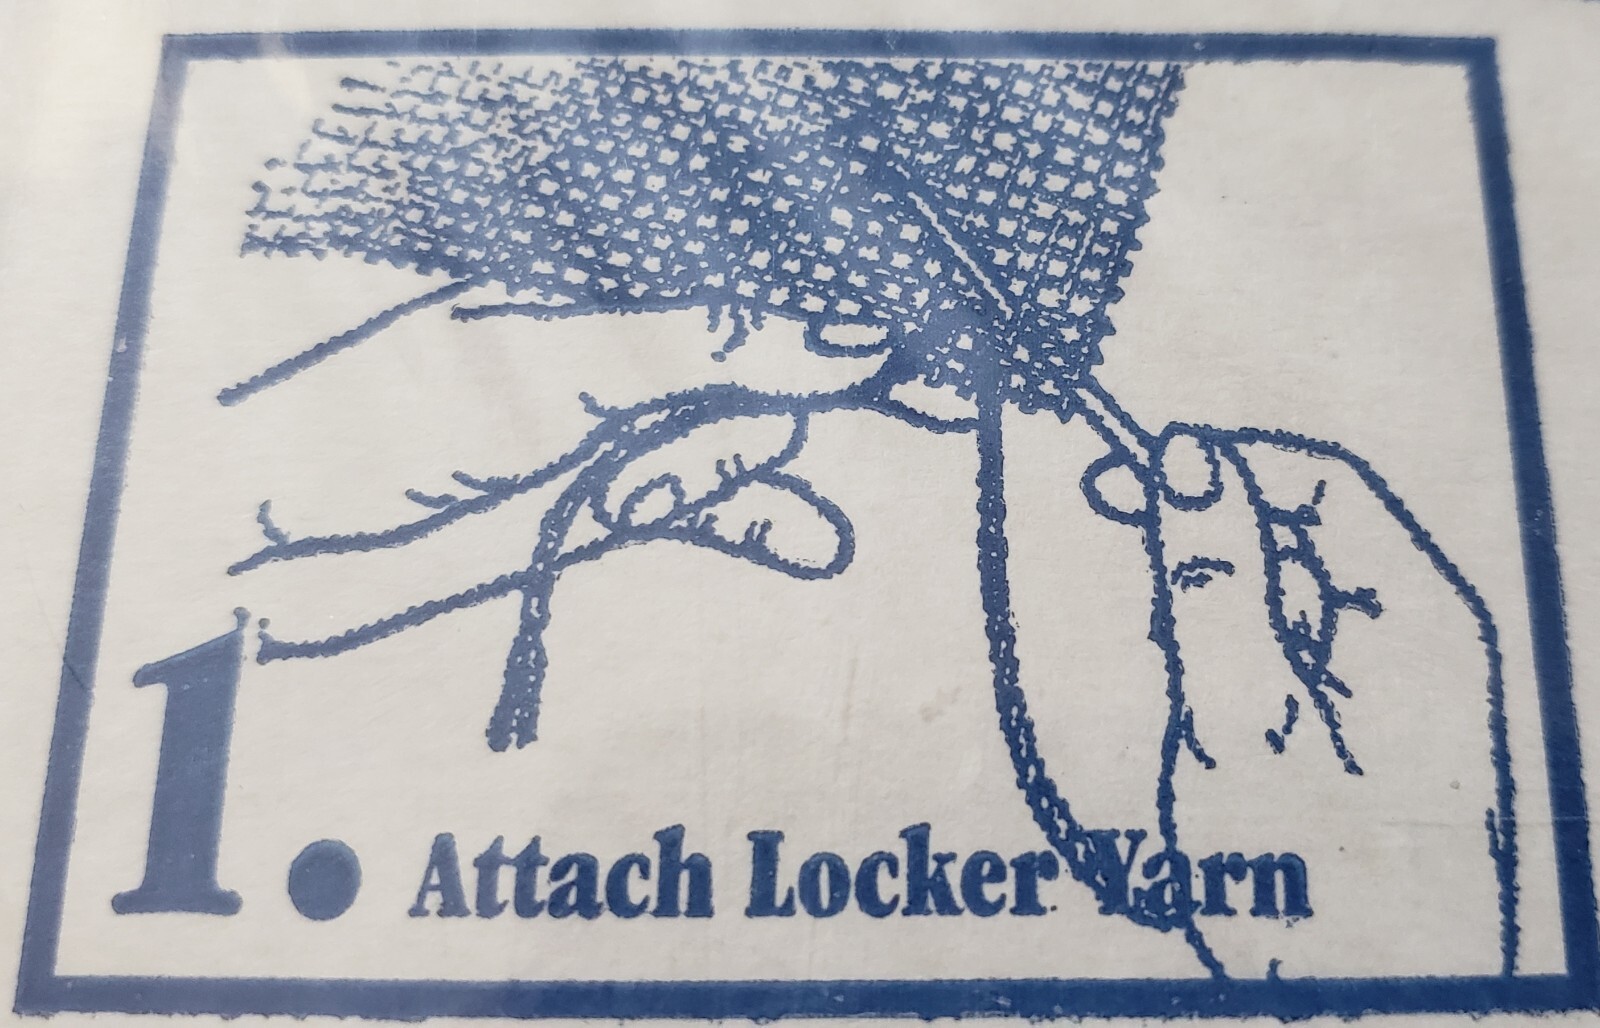 1. Attach Locker Yarn